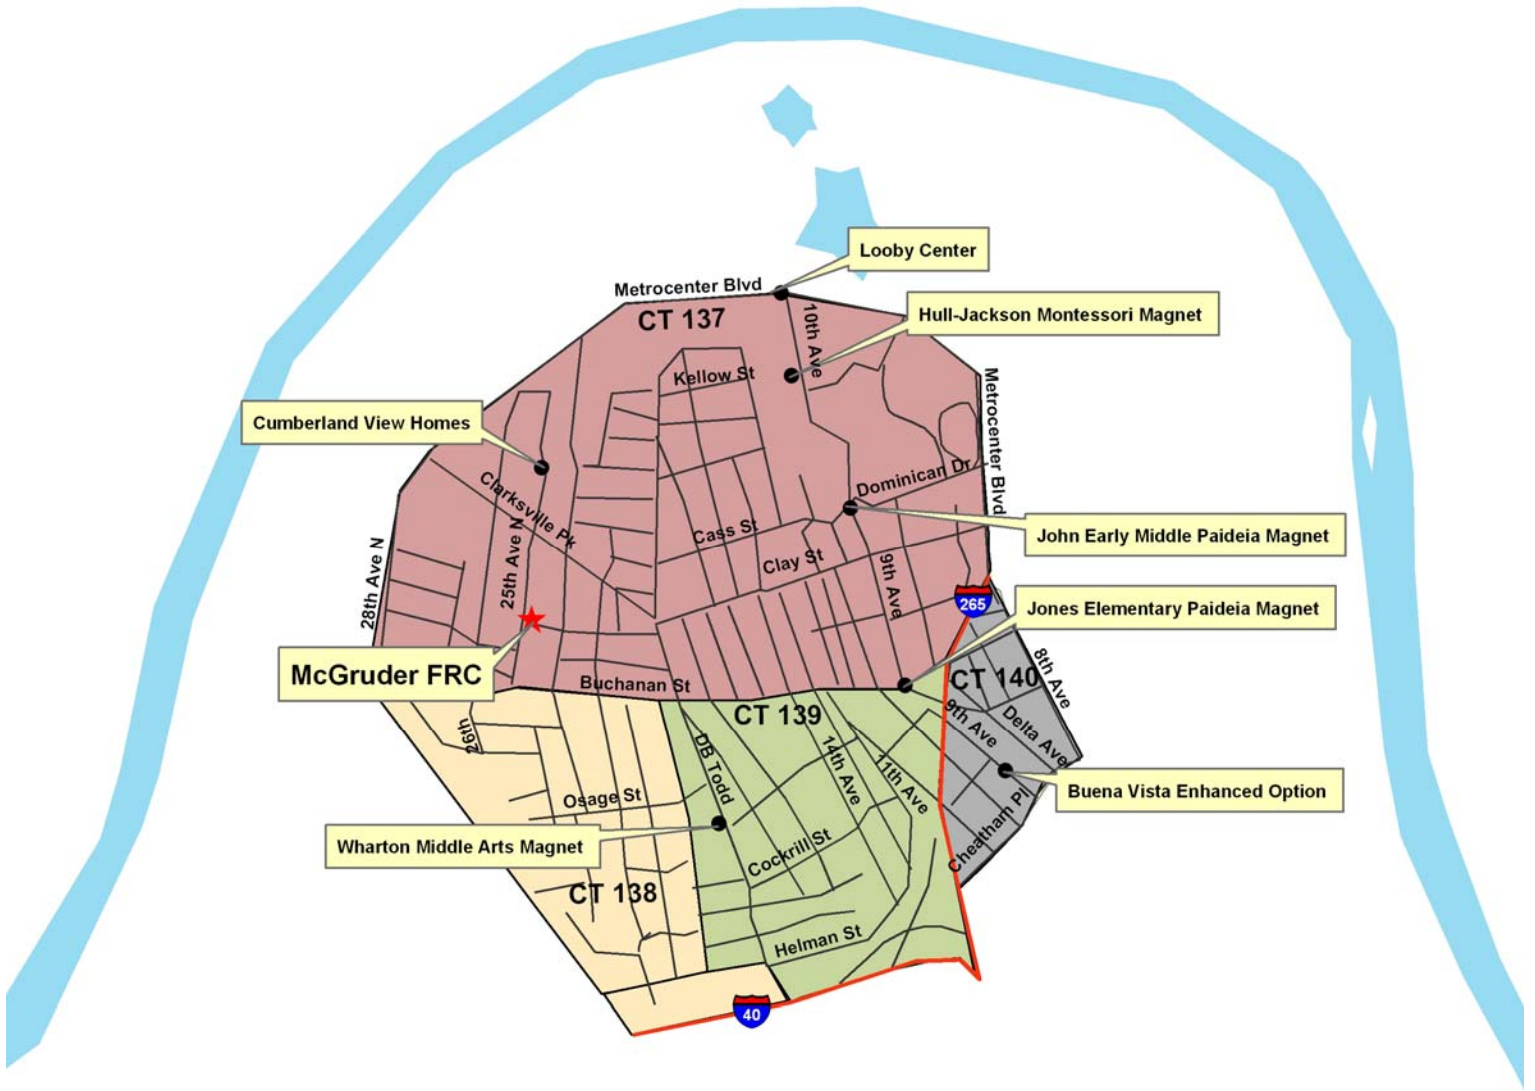 Looby Center
Metrocenter Blvd
CT 137
10th Ave
Hull-Jackson Montessori Magnet
Kellow St
Metrocenter Blvd
Cumberland View Homes
Clarksville Pk
Dominican Dr
Cass St
John Early Middle Paideia Magnet
Clay St
28th Ave N
25th Ave N
9th Ave
265
Jones Elementary Paideia Magnet
McGruder FRC
Buchanan St
CT 140
8th Ave
CT 139
9th Ave
Delta Ave
26th
DB Todd
14th Ave
11th Ave
Buena Vista Enhanced Option
Osage St
Wharton Middle Arts Magnet
Cockrill St
Cheatham Pl
CT 138
Helman St
40